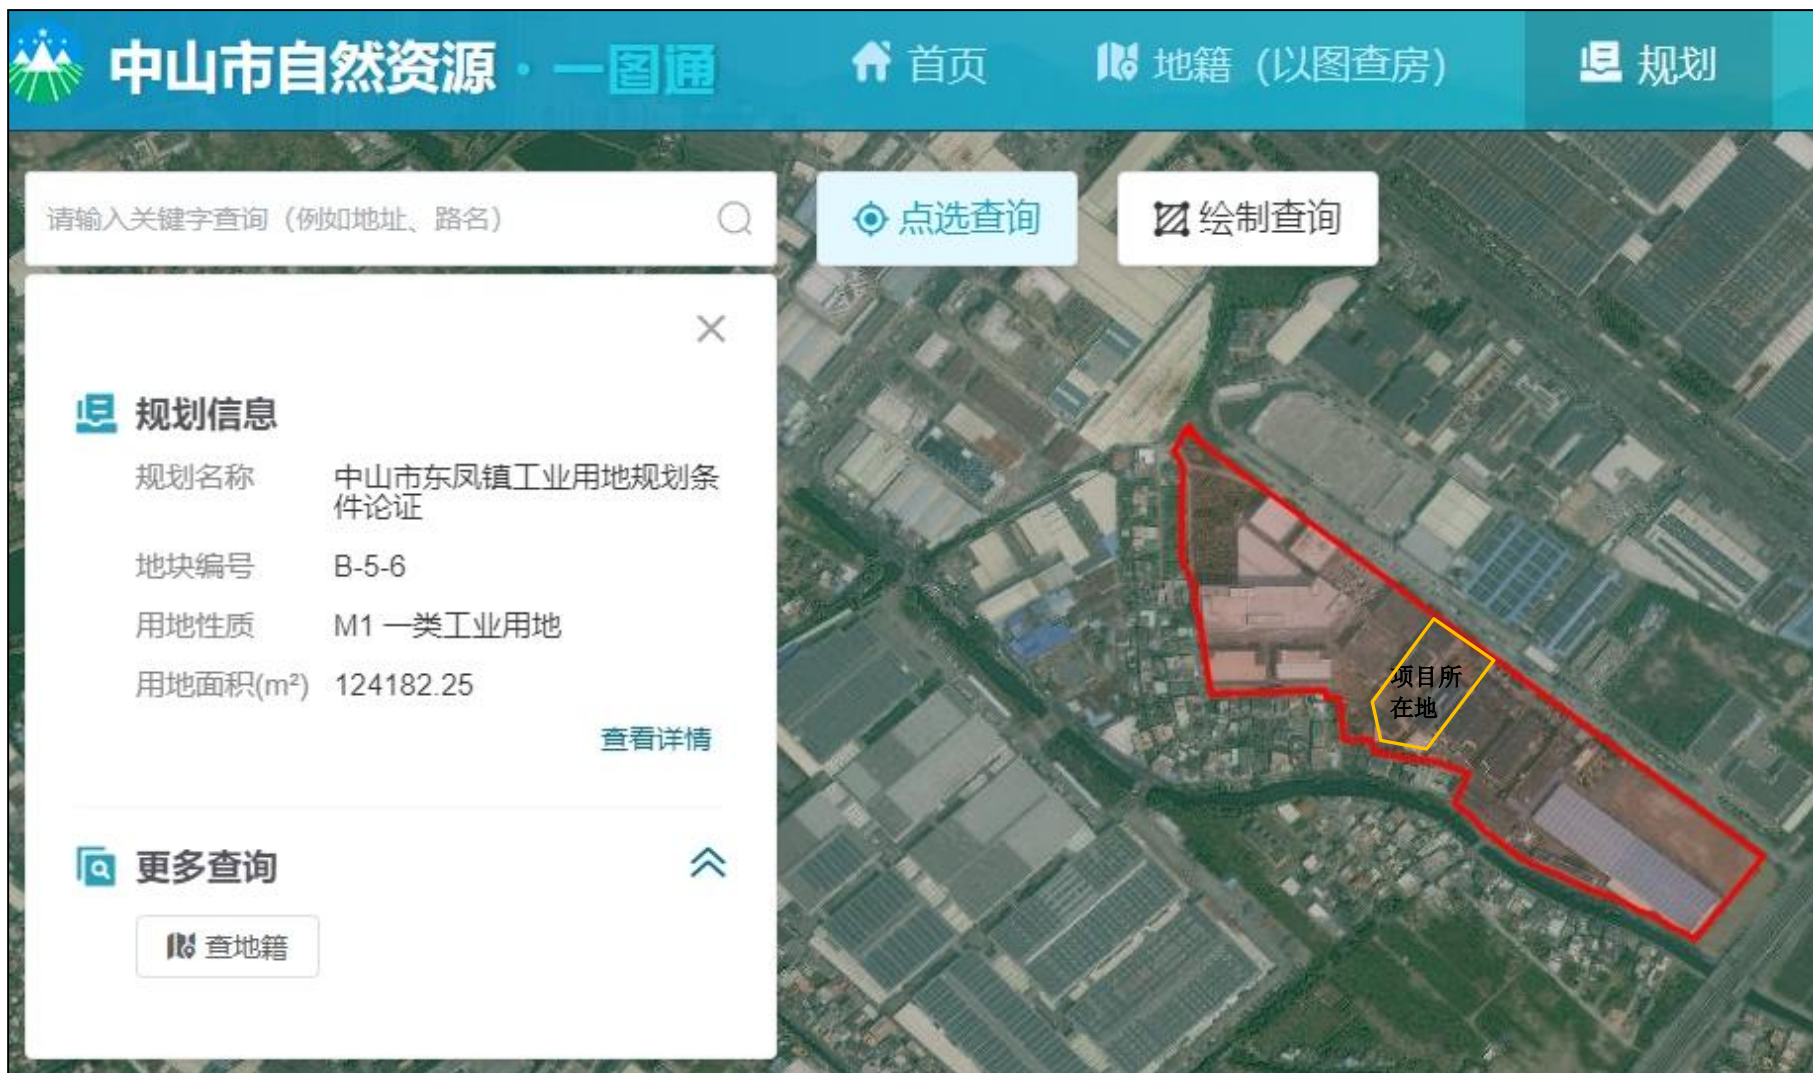 中山市自然资源·一图通
首页
地籍（以图查房）
规划
请输入关键字查询（例如地址、路名）
点选查询
绘制查询
规划信息
规划名称 中山市东凤镇工业用地规划条
件论证
地块编号 B-5-6
用地性质 M1 一类工业用地
用地面积(m²) 124182.25
查看详情
更多查询
查地籍
项目所
在地